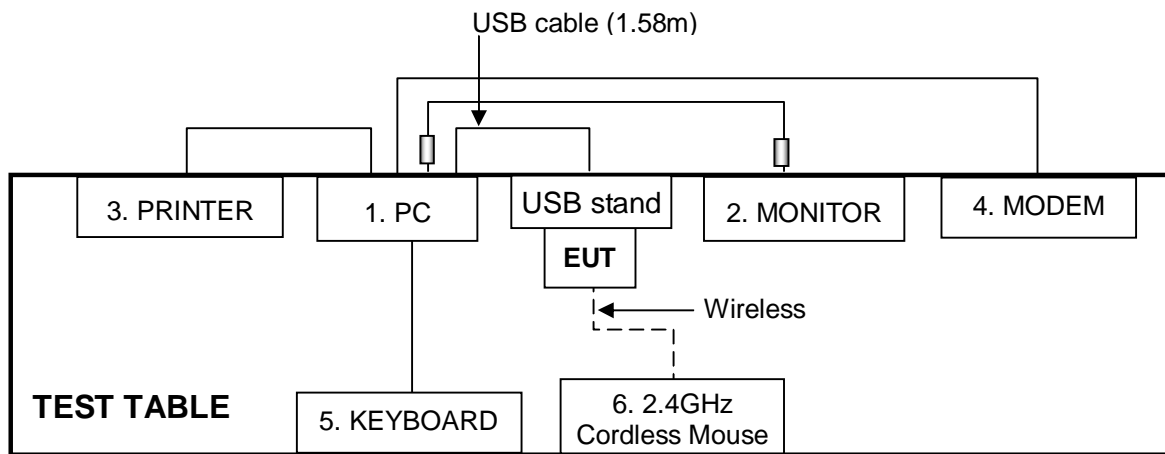 USB cable (1.58m)
3. PRINTER
1. PC
USB stand
2. MONITOR
4. MODEM
EUT
Wireless
TEST TABLE
5. KEYBOARD
6. 2.4GHz
Cordless Mouse